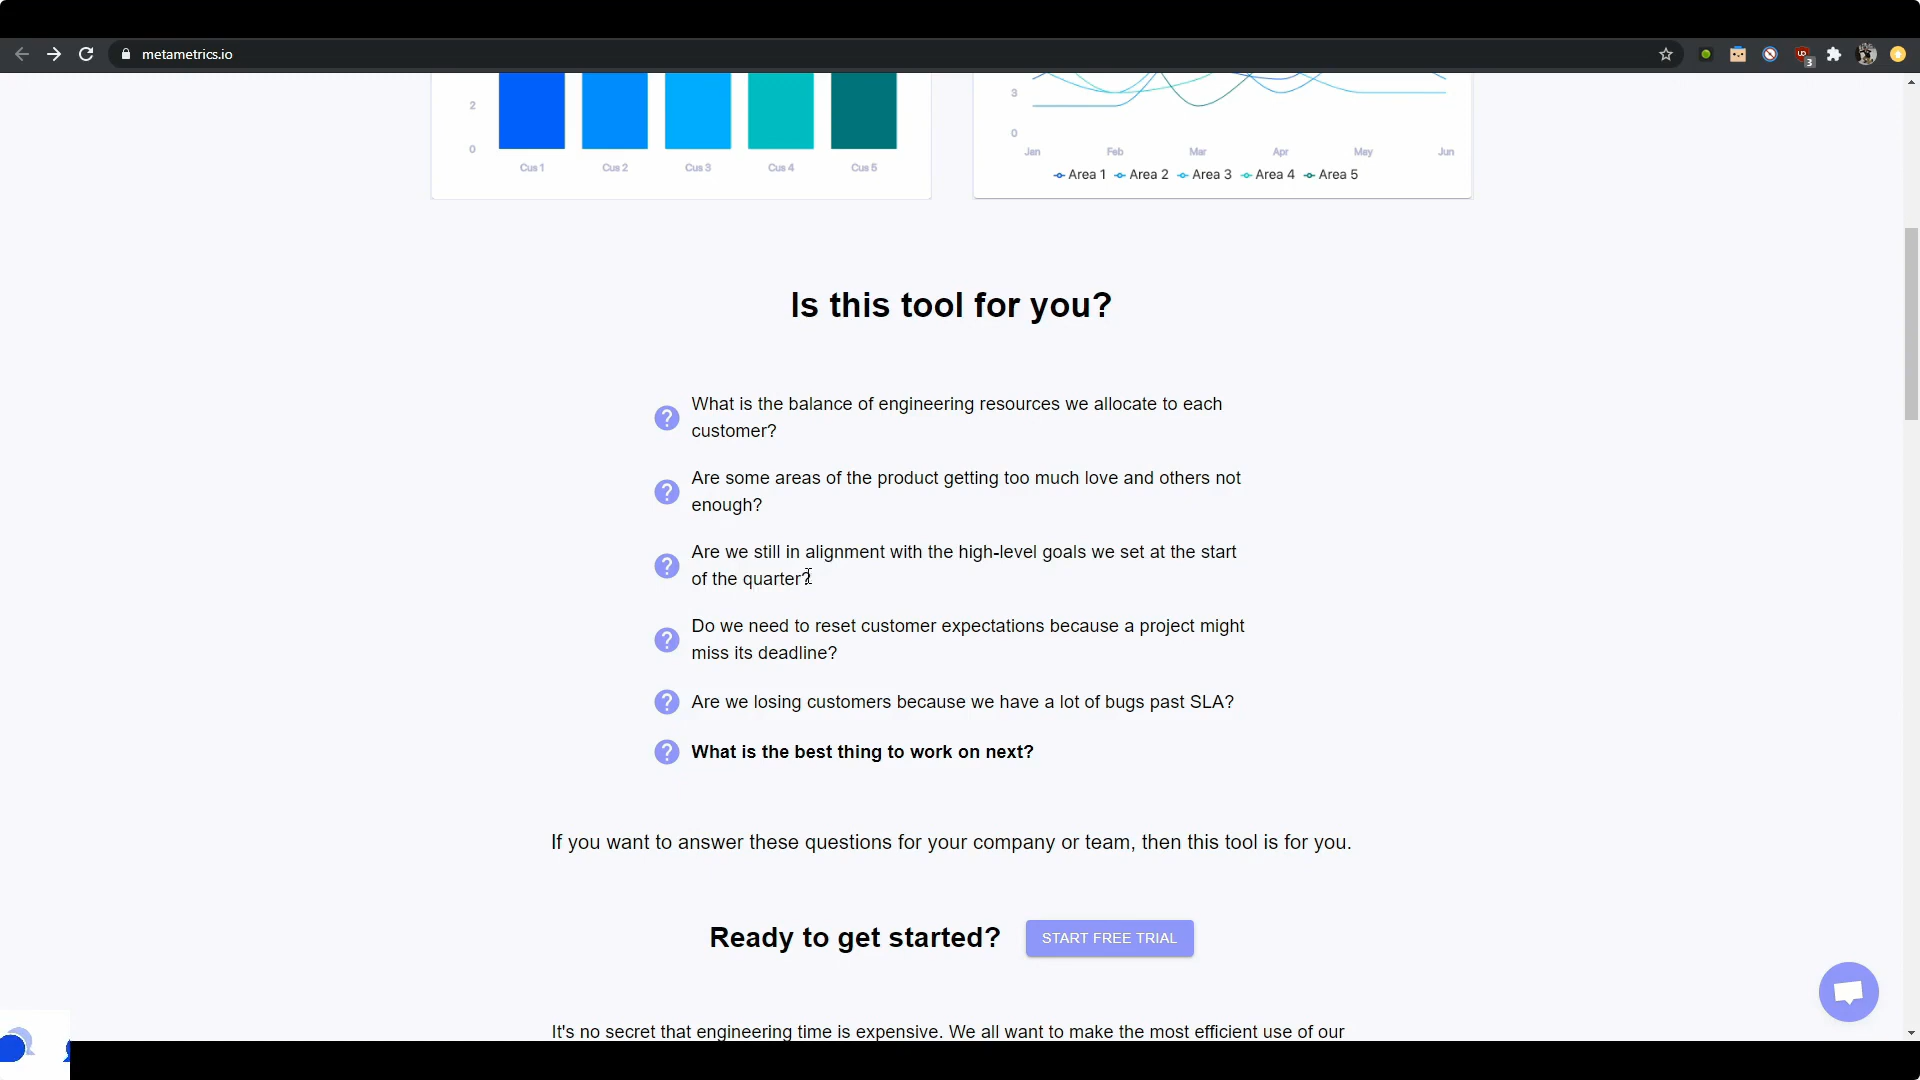 metametrics.io
3
2
0
Cus 1 Cus 2 Cus 3 Cus 4 Cus 5
3
0
Jan Feb Mar Apr May Jun
Area 1 Area 2 Area 3 Area 4 Area 5
Is this tool for you?
What is the balance of engineering resources we allocate to each
customer?
Are some areas of the product getting too much love and others not
enough?
Are we still in alignment with the high-level goals we set at the start
of the quarter?
Do we need to reset customer expectations because a project might
miss its deadline?
Are we losing customers because we have a lot of bugs past SLA?
What is the best thing to work on next?
If you want to answer these questions for your company or team, then this tool is for you.
Ready to get started? START FREE TRIAL
It's no secret that engineering time is expensive. We all want to make the most efficient use of our